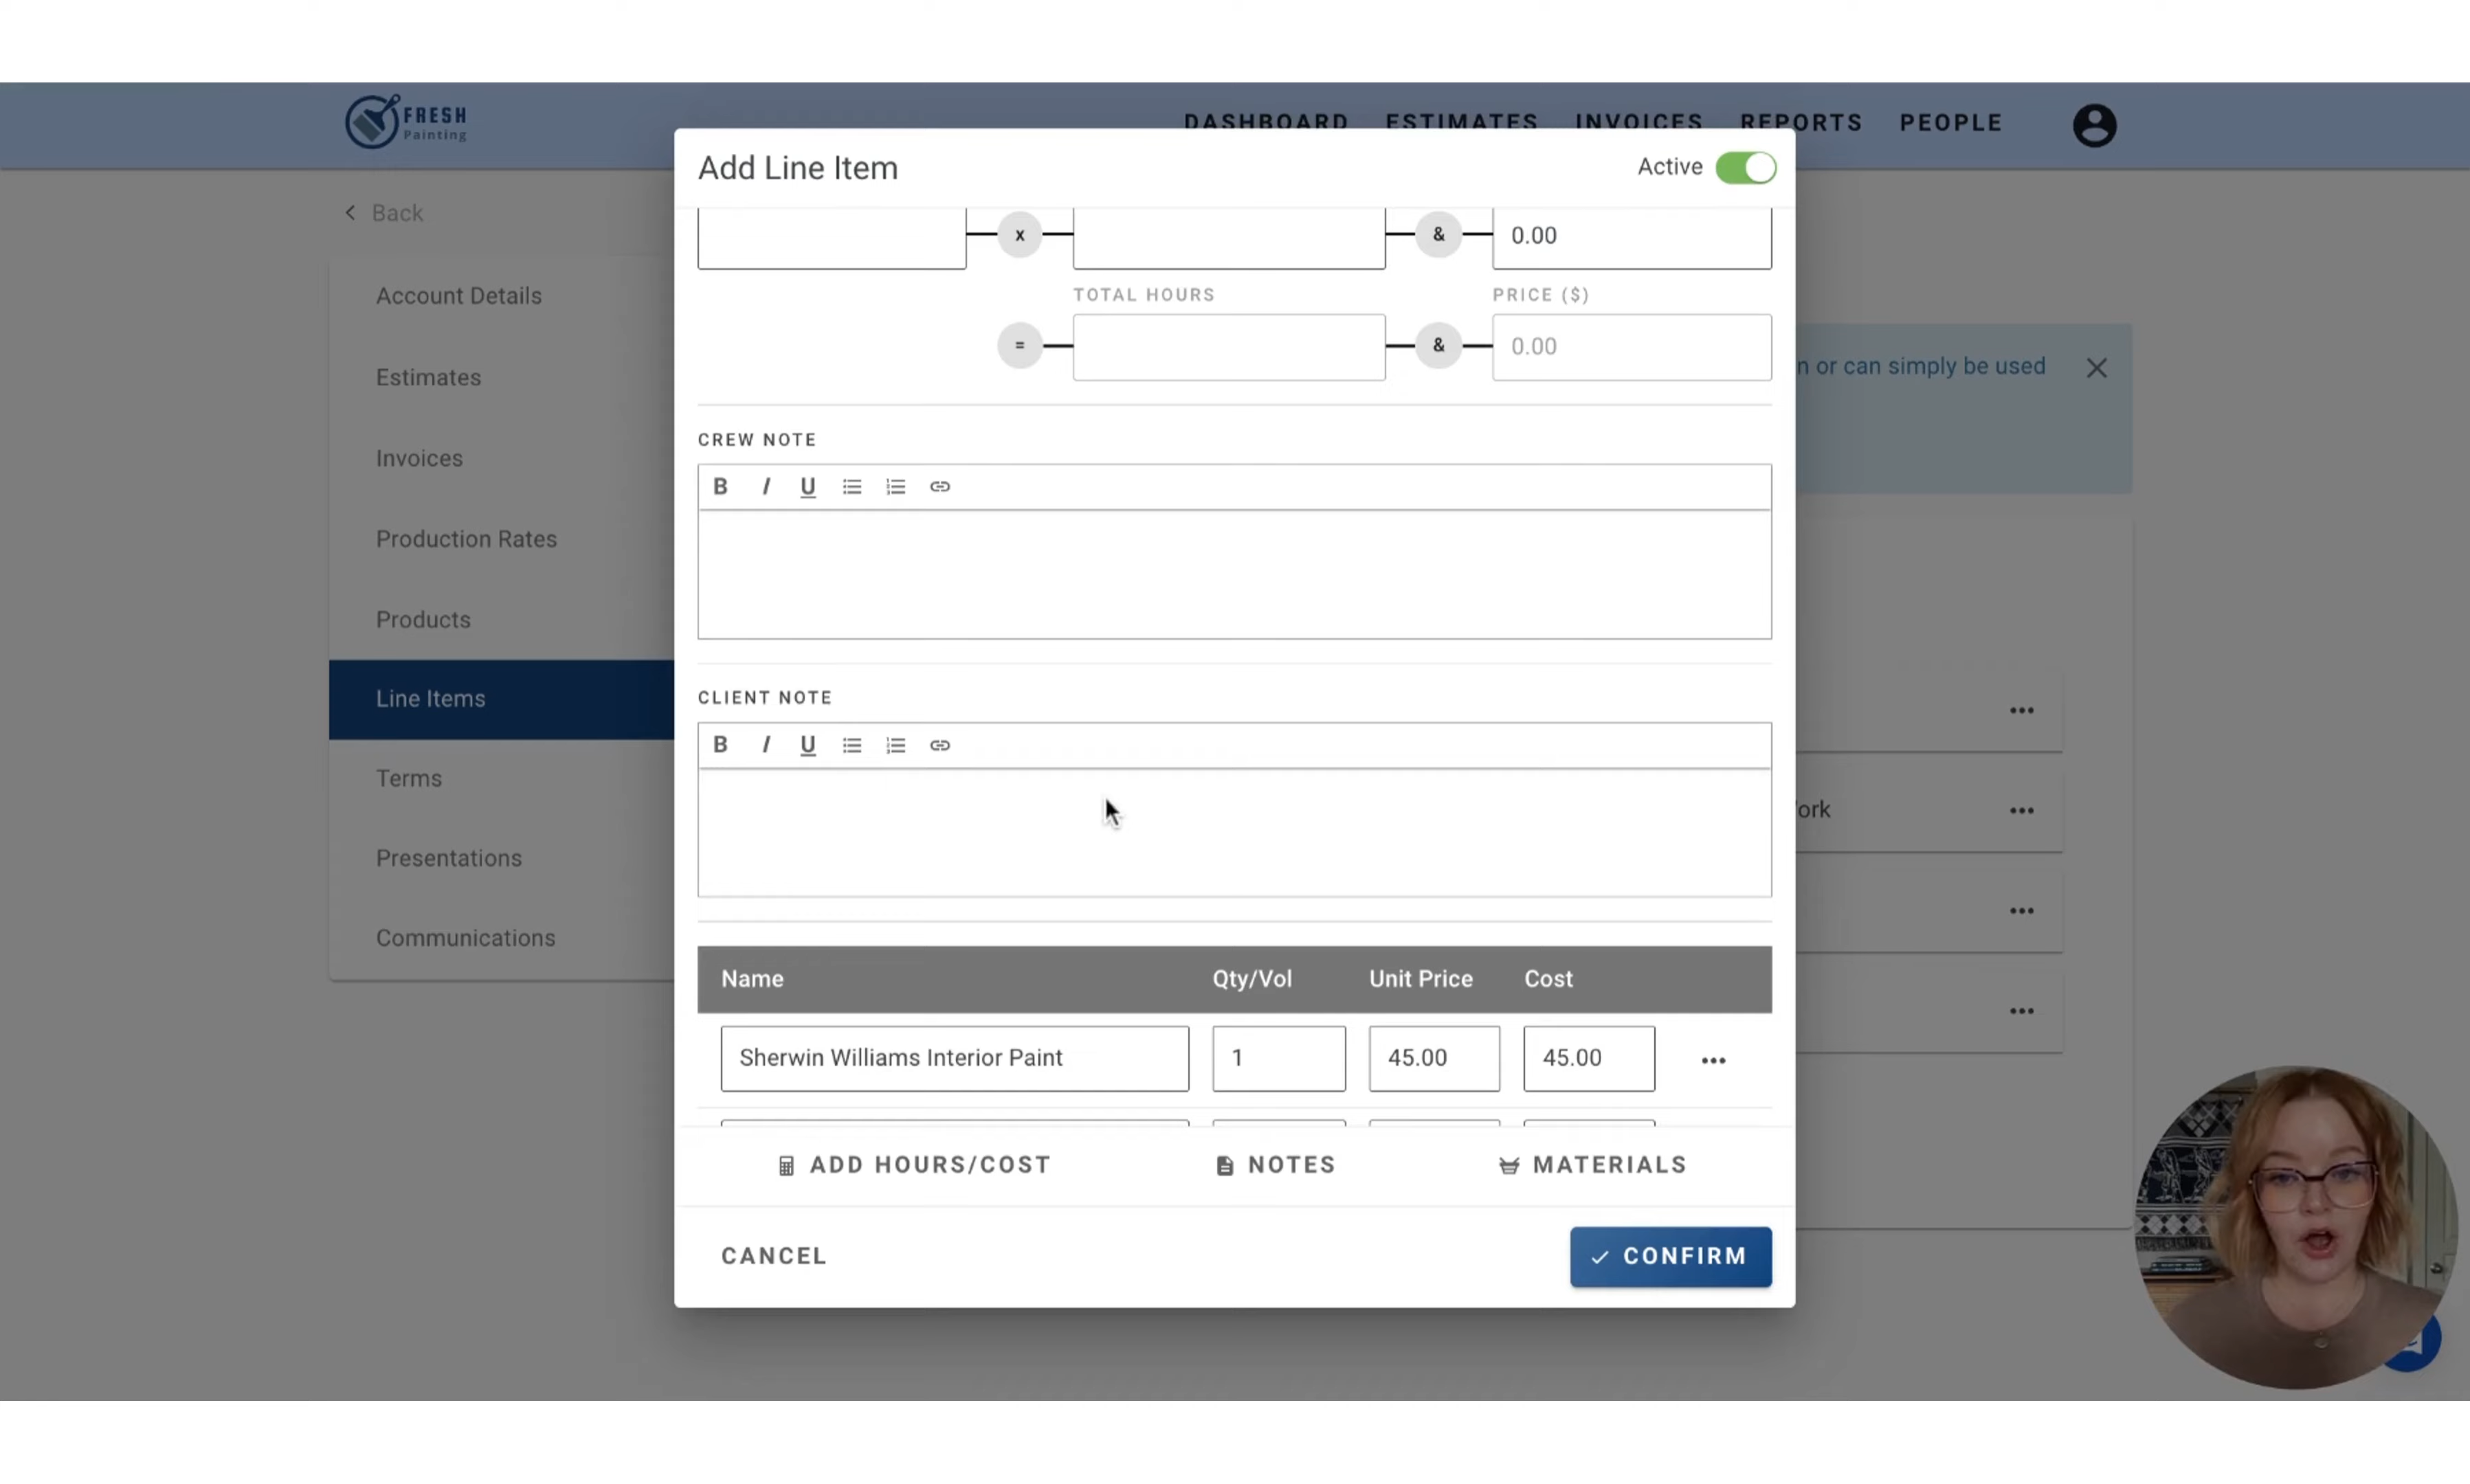 FRESH
Painting
DASHBOARD ESTIMATES INVOICES REPORTS PEOPLE
Back
Account Details
Estimates
Invoices
Production Rates
Products
Line Items
Terms
Presentations
Communications
Add Line Item
Active
x
&
0.00
TOTAL HOURS
PRICE ($)
=
&
0.00
CREW NOTE
B I U
CLIENT NOTE
B I U
Name Qty/Vol Unit Price Cost
Sherwin Williams Interior Paint 1 45.00 45.00
ADD HOURS/COST NOTES MATERIALS
CANCEL CONFIRM
n or can simply be used
ork